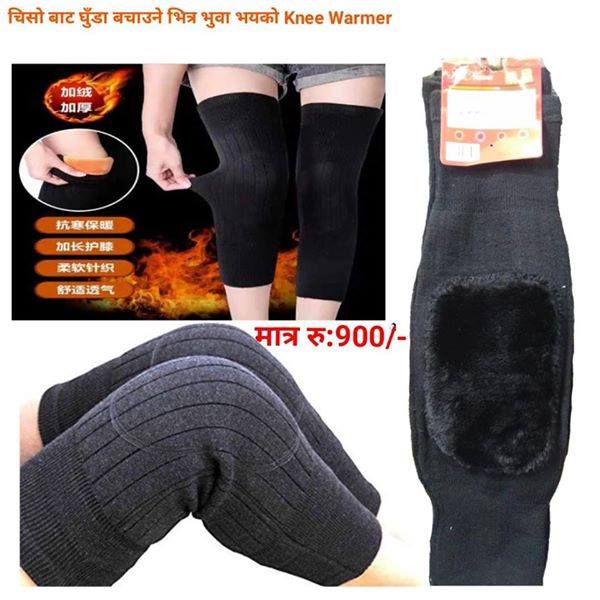 चिसो बाट घुँडा बचाउने भित्र भुवा भयको Knee Warmer
加绒
加厚
抗寒保暖
加长护膝
柔软针织
舒适透气
मात्र रु:900/-